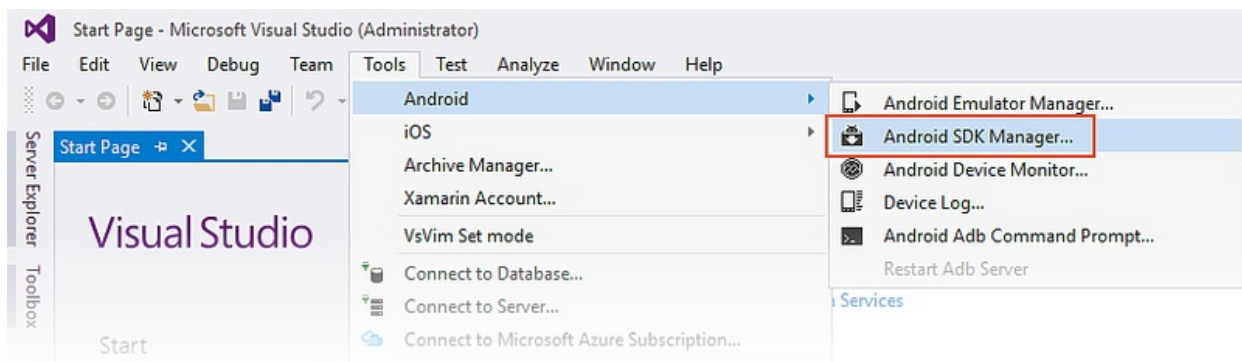 Start Page - Microsoft Visual Studio (Administrator)
File Edit View Debug Team Tools Test Analyze Window Help
Server Explorer
Toolbox
Start Page
Visual Studio
Start
Android
iOS
Archive Manager...
Xamarin Account...
VsVim Set mode
Connect to Database...
Connect to Server...
Connect to Microsoft Azure Subscription...
Android Emulator Manager...
Android SDK Manager...
Android Device Monitor...
Device Log...
Android Adb Command Prompt...
Restart Adb Server
Services